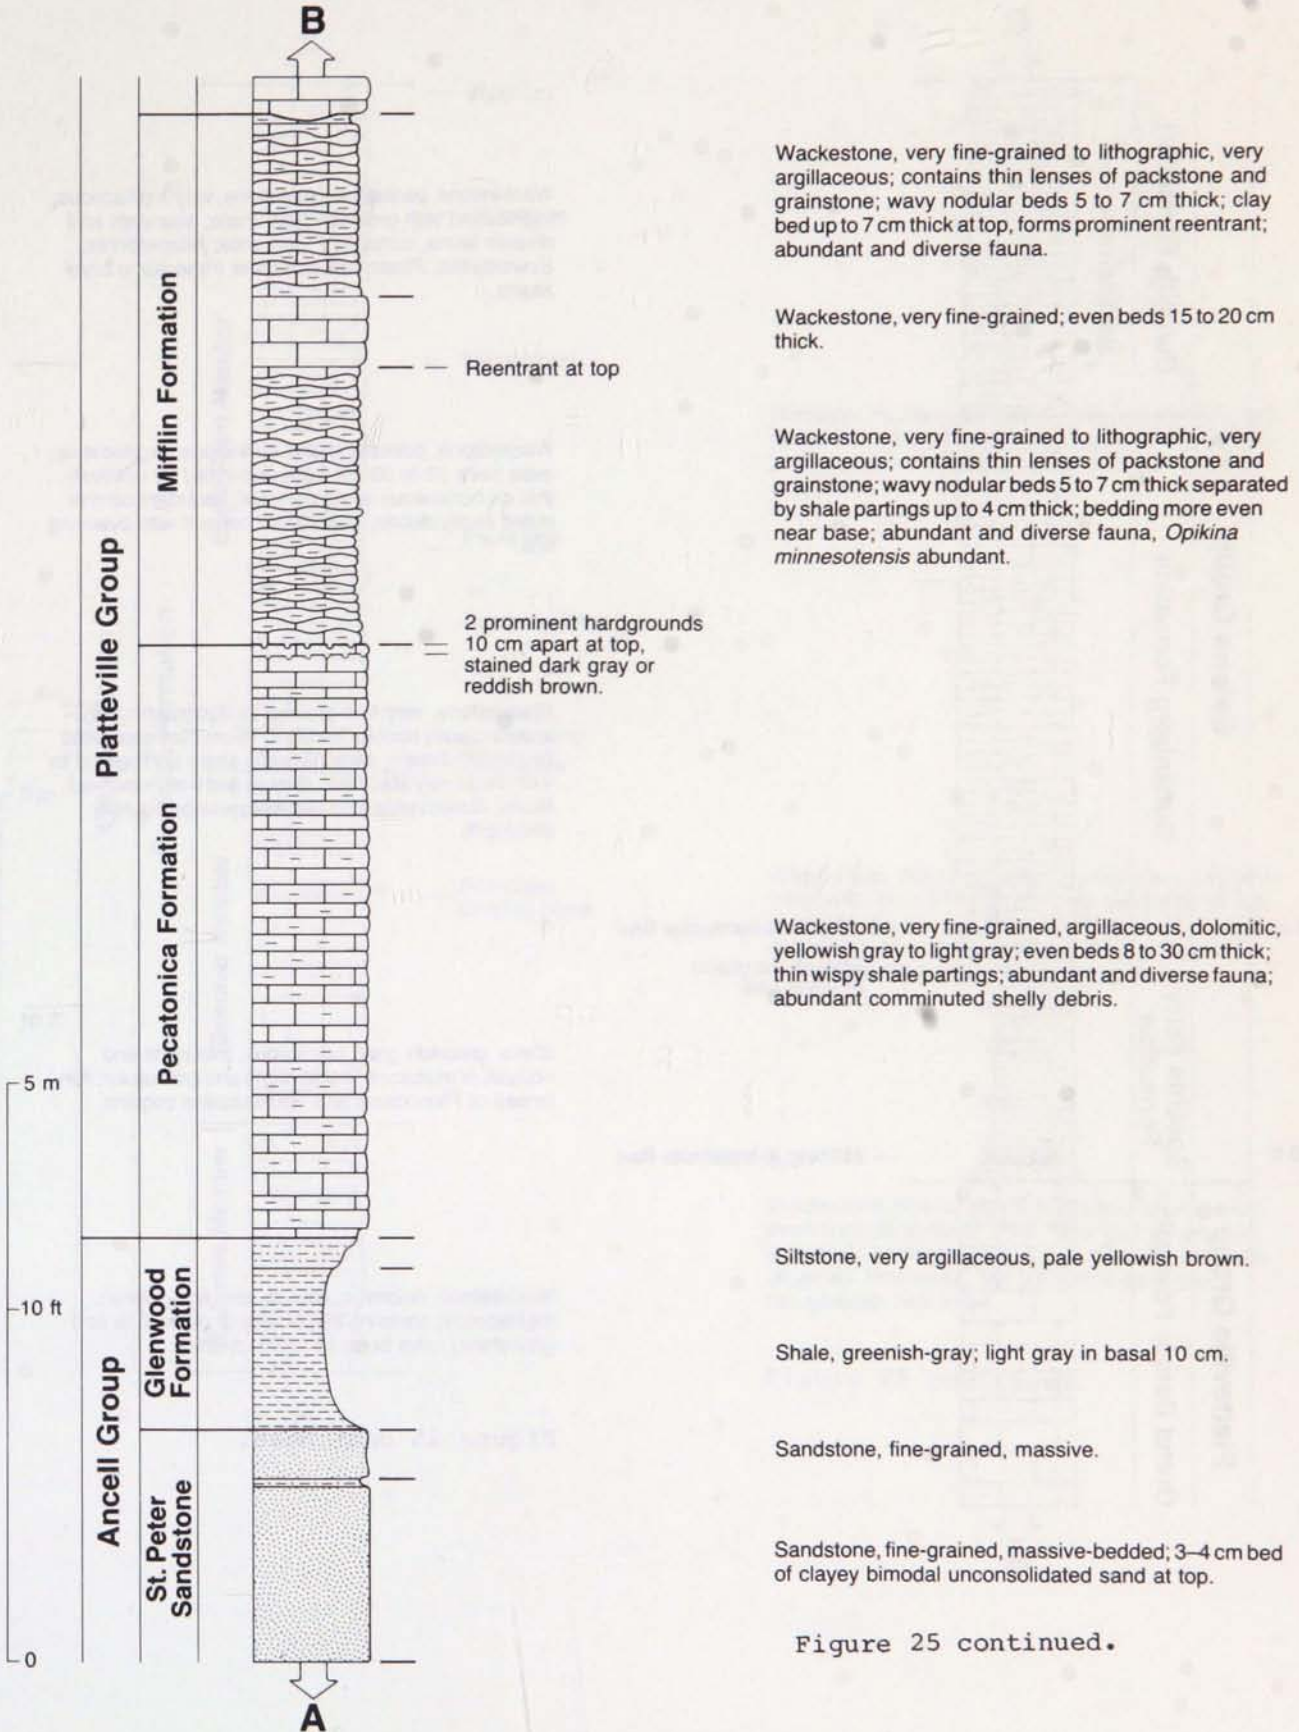 B
Wackestone, very fine-grained to lithographic, very
argillaceous; contains thin lenses of packstone and
grainstone; wavy nodular beds 5 to 7 cm thick; clay
bed up to 7 cm thick at top, forms prominent reentrant;
abundant and diverse fauna.
Wackestone, very fine-grained; even beds 15 to 20 cm
thick.
Reentrant at top
Mifflin Formation
Wackestone, very fine-grained to lithographic, very
argillaceous; contains thin lenses of packstone and
grainstone; wavy nodular beds 5 to 7 cm thick separated
by shale partings up to 4 cm thick; bedding more even
near base; abundant and diverse fauna, Opikina
minnesotensis abundant.
Platteville Group
2 prominent hardgrounds
10 cm apart at top,
stained dark gray or
reddish brown.
Pecatonica Formation
Wackestone, very fine-grained, argillaceous, dolomitic,
yellowish gray to light gray; even beds 8 to 30 cm thick;
thin wispy shale partings; abundant and diverse fauna;
abundant comminuted shelly debris.
5 m
Siltstone, very argillaceous, pale yellowish brown.
10 ft
Glenwood
Formation
Shale, greenish-gray; light gray in basal 10 cm.
Ancell Group
Sandstone, fine-grained, massive.
St. Peter
Sandstone
Sandstone, fine-grained, massive-bedded; 3–4 cm bed
of clayey bimodal unconsolidated sand at top.
0
A
Figure 25 continued.